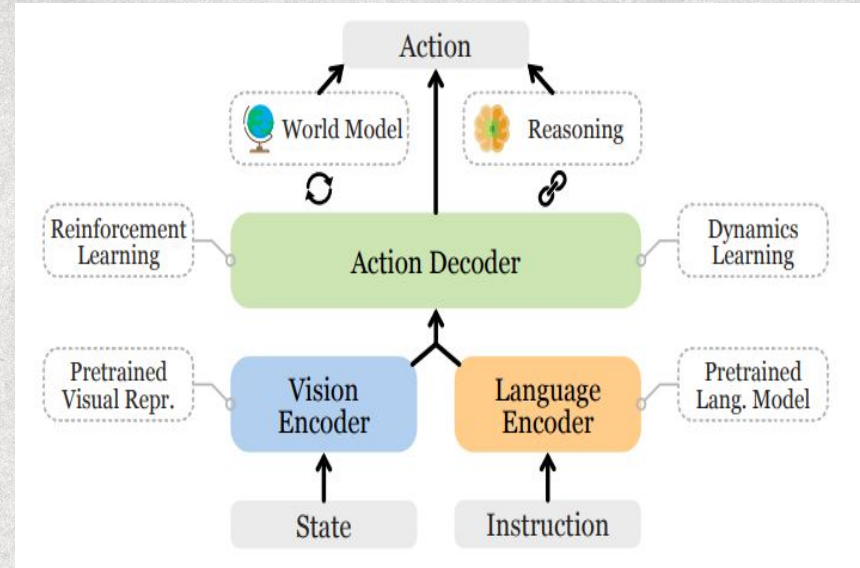 Action
World Model
Reasoning
Reinforcement
Learning
Action Decoder
Dynamics
Learning
Pretrained
Visual Repr.
Vision
Encoder
Language
Encoder
Pretrained
Lang. Model
State
Instruction